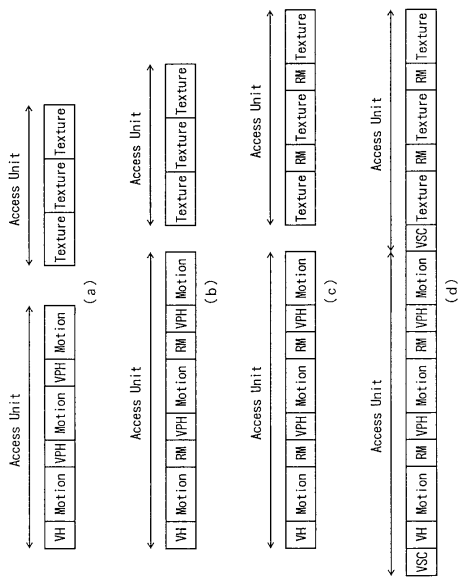 Access Unit Access Unit
VH Motion VPH Motion VPH Motion Texture Texture Texture
(a)
Access Unit Access Unit
VH Motion RM VPH Motion RM VPH Motion Texture Texture Texture
(b)
Access Unit Access Unit
VH Motion RM VPH Motion RM VPH Motion Texture RM Texture RM Texture
(c)
Access Unit Access Unit
VSC VH Motion RM VPH Motion RM VPH Motion VSC Texture RM Texture RM Texture
(d)